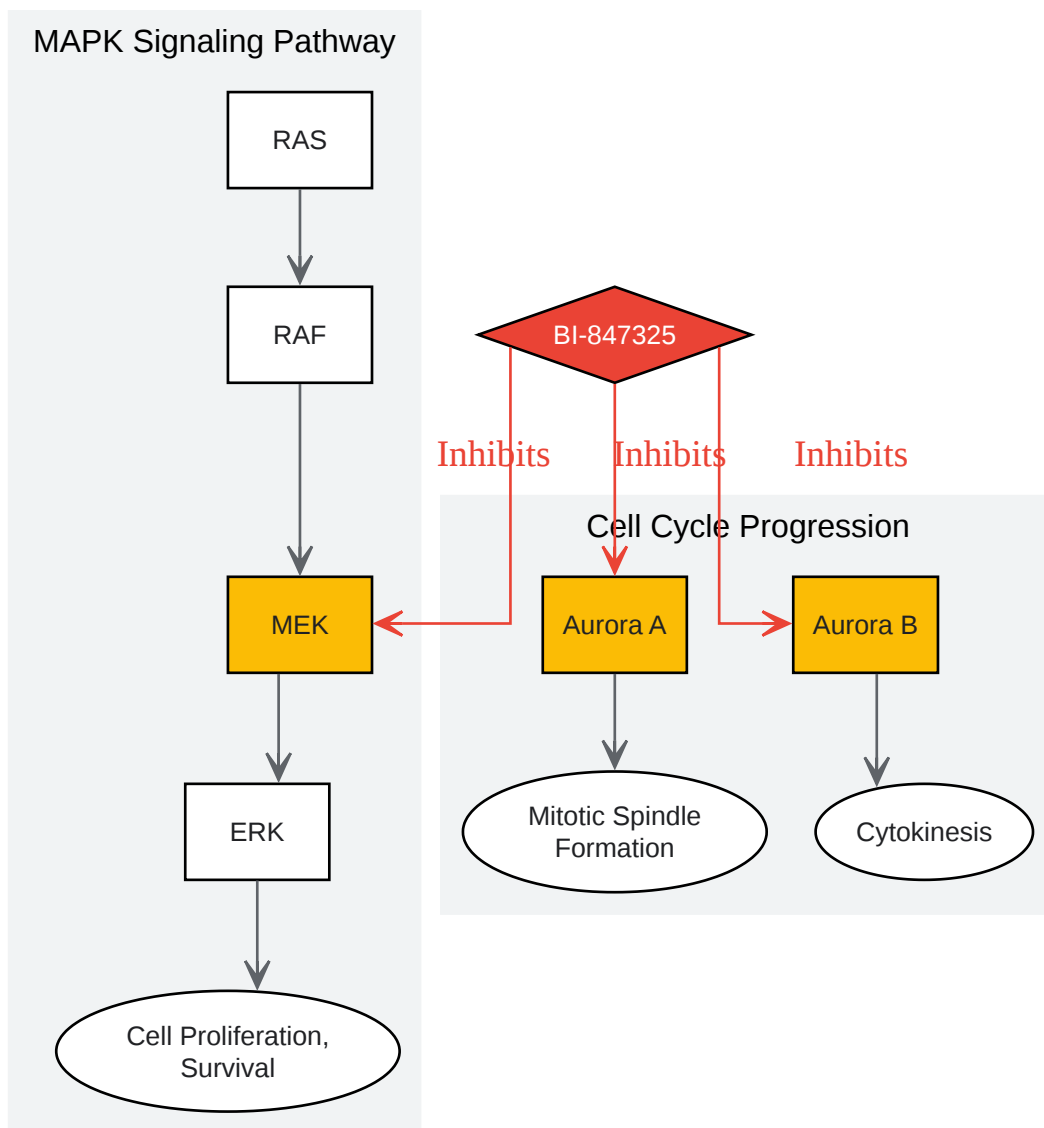 MAPK Signaling Pathway
RAS
RAF
BI-847325
Inhibits
Inhibits
Inhibits
Cell Cycle Progression
MEK
Aurora A
Aurora B
ERK
Mitotic Spindle
Formation
Cytokinesis
Cell Proliferation,
Survival